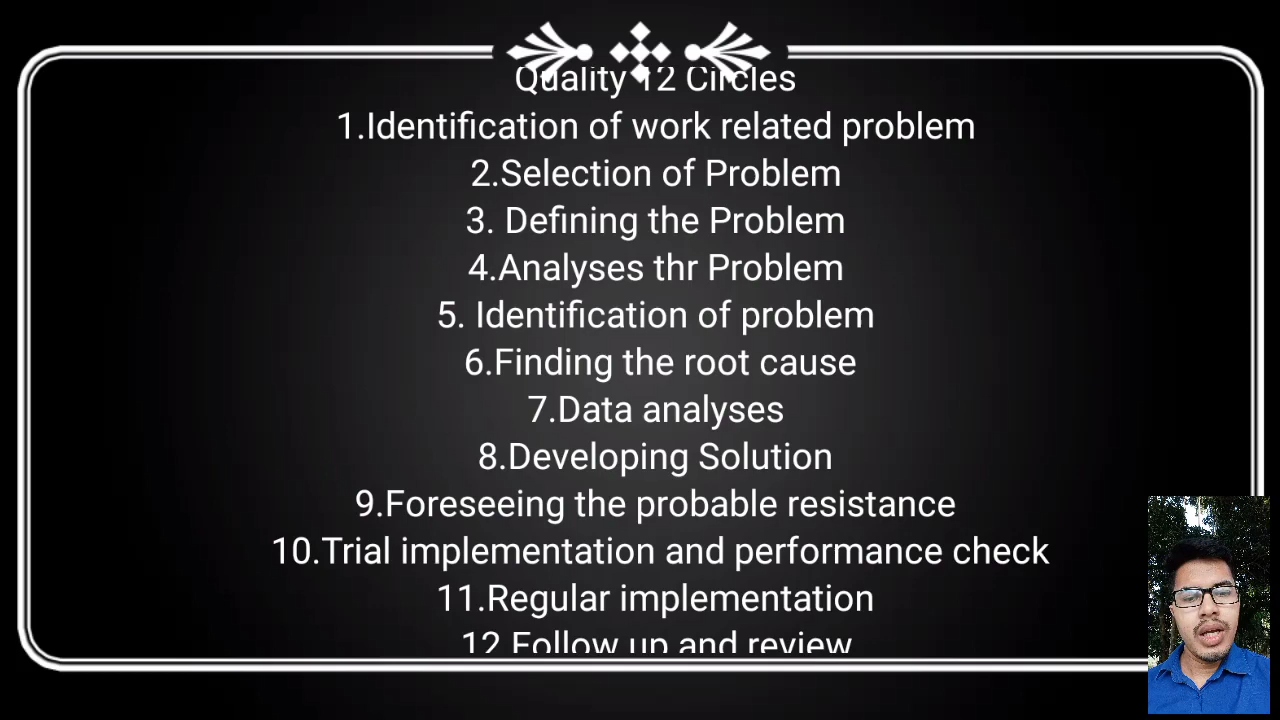 Quality 12 Circles
1.Identification of work related problem
2.Selection of Problem
3. Defining the Problem
4.Analyses thr Problem
5. Identification of problem
6.Finding the root cause
7.Data analyses
8.Developing Solution
9.Foreseeing the probable resistance
10.Trial implementation and performance check
11.Regular implementation
12.Follow up and review